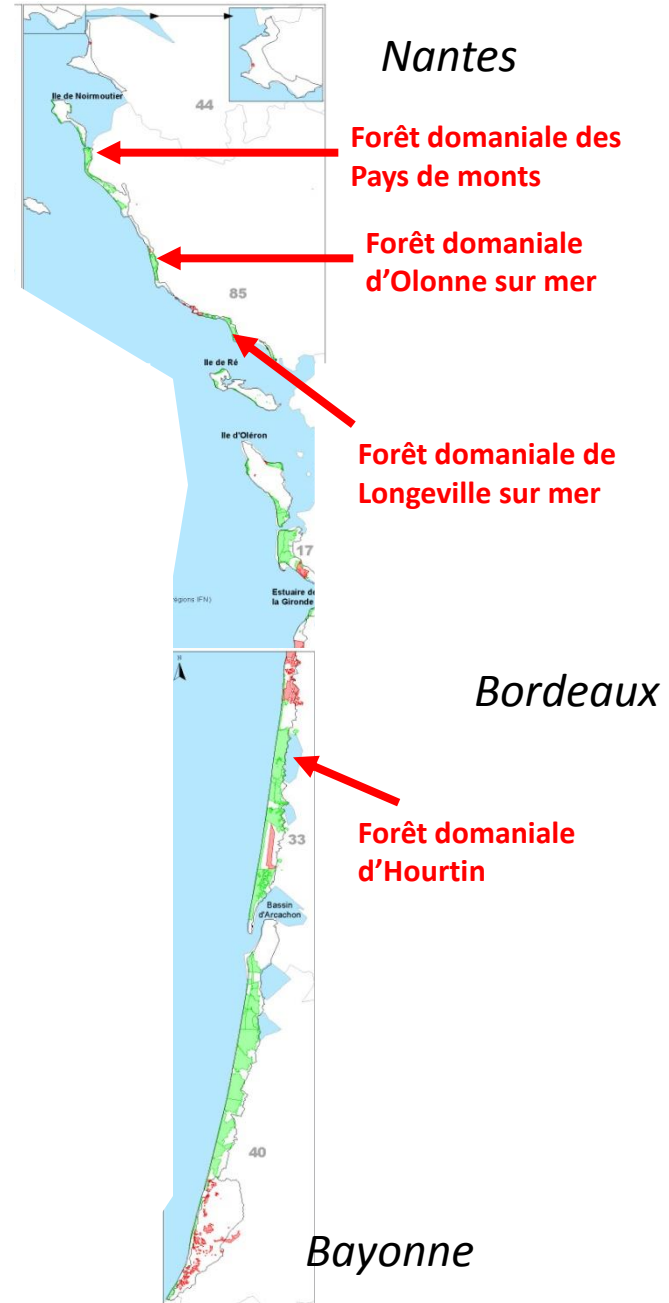 Nantes
Ile de Noirmoutier
44
Forêt domaniale des
Pays de monts
Forêt domaniale
d’Olonne sur mer
85
Ile de Ré
Ile d'Oléron
Forêt domaniale de
Longeville sur mer
17
Estuaire de
la Gironde
régions IFN)
N
Bordeaux
33
Forêt domaniale
d’Hourtin
Bassin
d'Arcachon
40
Bayonne